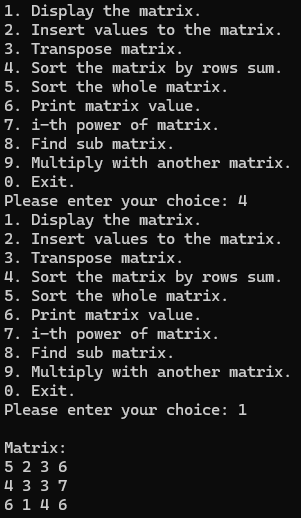 1. Display the matrix.
2. Insert values to the matrix.
3. Transpose matrix.
4. Sort the matrix by rows sum.
5. Sort the whole matrix.
6. Print matrix value.
7. i-th power of matrix.
8. Find sub matrix.
9. Multiply with another matrix.
0. Exit.
Please enter your choice: 4
1. Display the matrix.
2. Insert values to the matrix.
3. Transpose matrix.
4. Sort the matrix by rows sum.
5. Sort the whole matrix.
6. Print matrix value.
7. i-th power of matrix.
8. Find sub matrix.
9. Multiply with another matrix.
0. Exit.
Please enter your choice: 1
Matrix:
5 2 3 6
4 3 3 7
6 1 4 6